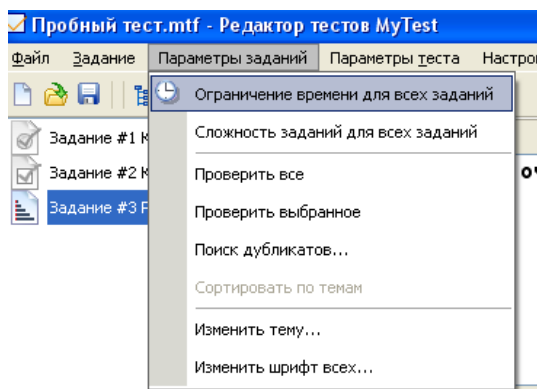 Пробный тест.mtf - Редактор тестов MyTest
Файл Задание Параметры заданий Параметры теста
Ограничение времени для всех заданий
Задание #1
Сложность заданий для всех заданий
Задание #2
Проверить все
Задание #3
Проверить выбранное
Поиск дубликатов...
Сортировать по темам
Изменить тему...
Изменить шрифт всех...